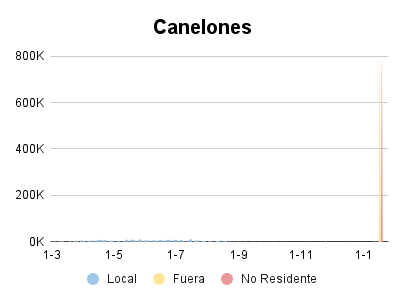 Canelones
800K
600K
400K
200K
0K
1-3 1-5 1-7 1-9 1-11 1-1
Local Fuera No Residente